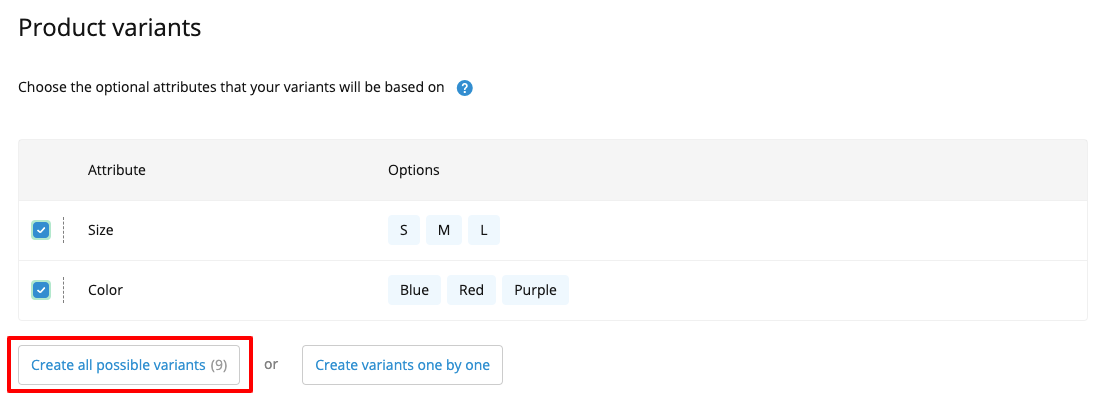 Product variants
Choose the optional attributes that your variants will be based on ?
Attribute Options
Size S M L
Color Blue Red Purple
Create all possible variants (9) or Create variants one by one